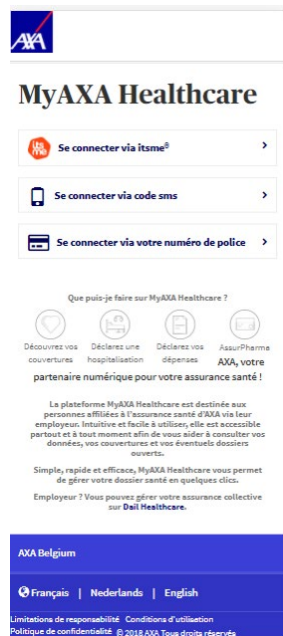 AXA
MyAXA Healthcare
itsme
Se connecter via itsme®
Se connecter via code sms
Se connecter via votre numéro de police
Que puis-je faire sur MyAXA Healthcare ?
Découvrez vos couvertures
Déclarez une hospitalisation
Déclarez vos dépenses
AssurPharma
AXA, votre
partenaire numérique pour votre assurance santé !
La plateforme MyAXA Healthcare est destinée aux
personnes affiliées à l'assurance santé d'AXA via leur
employeur. Intuitive et facile à utiliser, elle est accessible
partout et à tout moment afin de vous aider à consulter vos
données, vos couvertures et vos éventuels dossiers
ouverts.
Simple, rapide et efficace, MyAXA Healthcare vous permet
de gérer votre dossier santé en quelques clics.
Employeur ? Vous pouvez gérer votre assurance collective
sur Dail Healthcare.
AXA Belgium
Français | Nederlands | English
Limitations de responsabilité Conditions d'utilisation
Politique de confidentialité © 2018 AXA Tous droits réservés